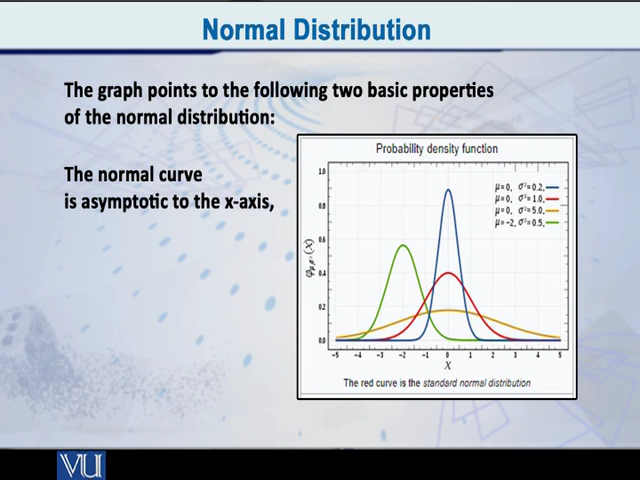 Normal Distribution
The graph points to the following two basic properties
of the normal distribution:
The normal curve
is asymptotic to the x-axis,
Probability density function
φμ,σ²(X)
1.0
0.8
0.6
0.4
0.2
0.0
μ= 0, σ²= 0.2,
μ= 0, σ²= 1.0,
μ= 0, σ²= 5.0,
μ= −2, σ²= 0.5,
−5 −4 −3 −2 −1 0 1 2 3 4 5
X
The red curve is the standard normal distribution
VU